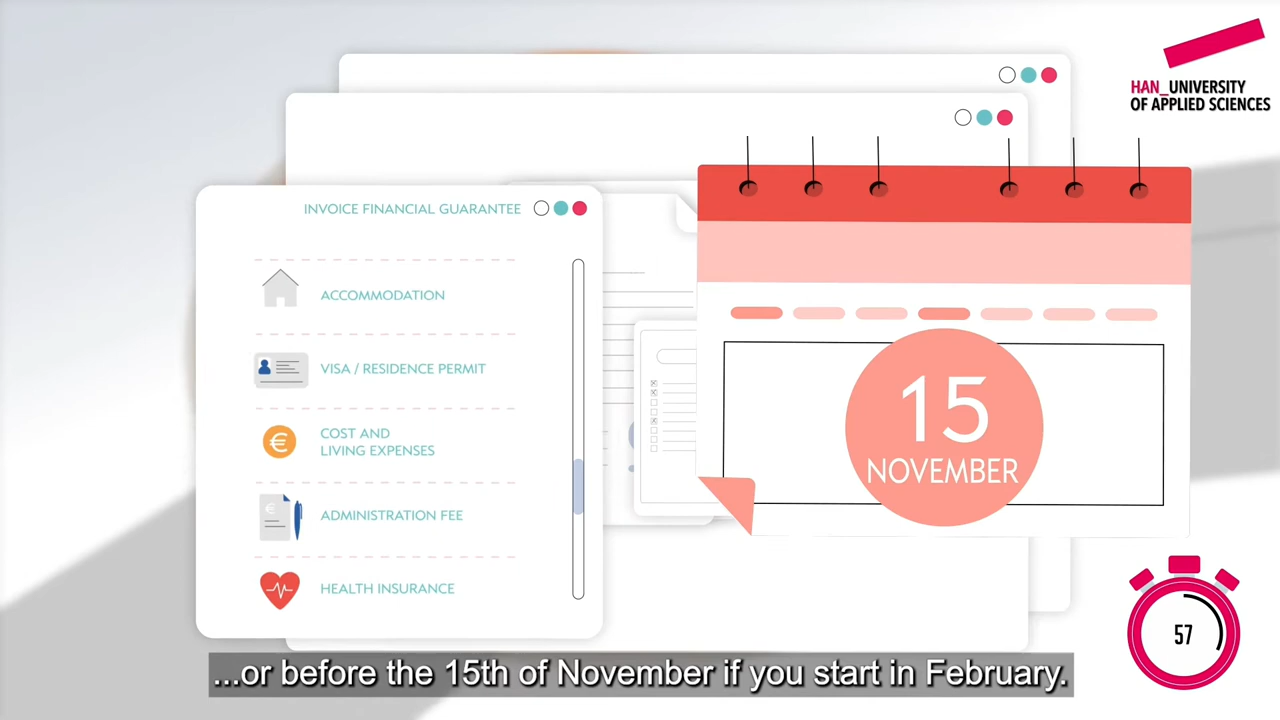 HAN_UNIVERSITY
OF APPLIED SCIENCES
INVOICE FINANCIAL GUARANTEE
ACCOMMODATION
VISA / RESIDENCE PERMIT
COST AND
LIVING EXPENSES
ADMINISTRATION FEE
HEALTH INSURANCE
15
NOVEMBER
57
...or before the 15th of November if you start in February.